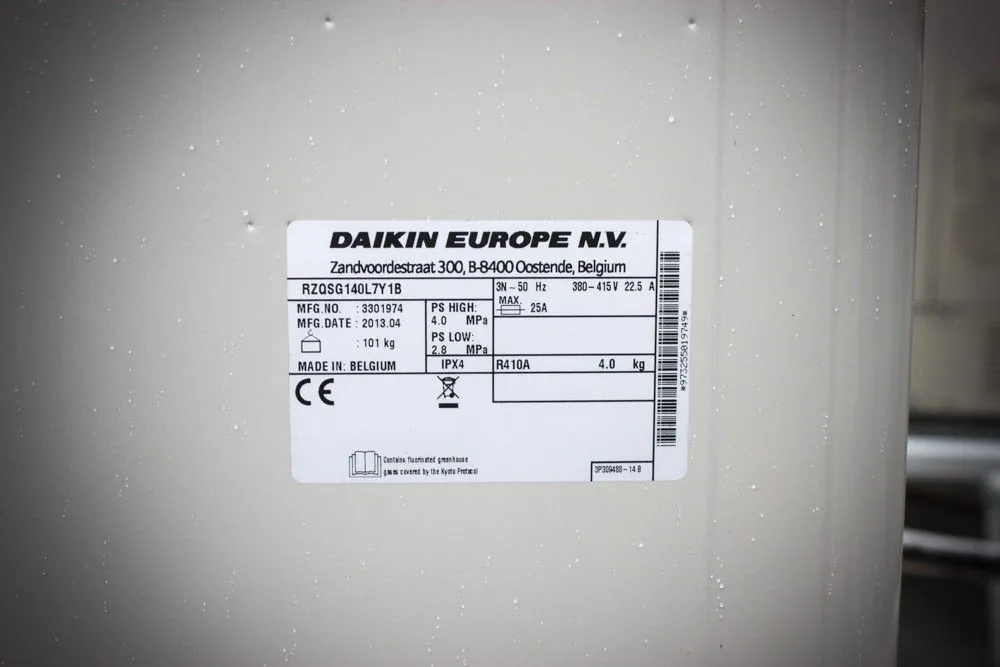 DAIKIN EUROPE N.V.
Zandvoordestraat 300, B-8400 Oostende, Belgium
RZQSG140L7Y1B
3N ~ 50 Hz 380-415V 22.5 A
MAX. 25A
MFG.NO. : 3301974
MFG.DATE : 2013.04
: 101 kg
PS HIGH:
4.0 MPa
PS LOW:
2.8 MPa
MADE IN: BELGIUM
IPX4
R410A 4.0 kg
CE
Contains fluorinated greenhouse
gases covered by the Kyoto Protocol
3P309488-14 B
*973255019749*